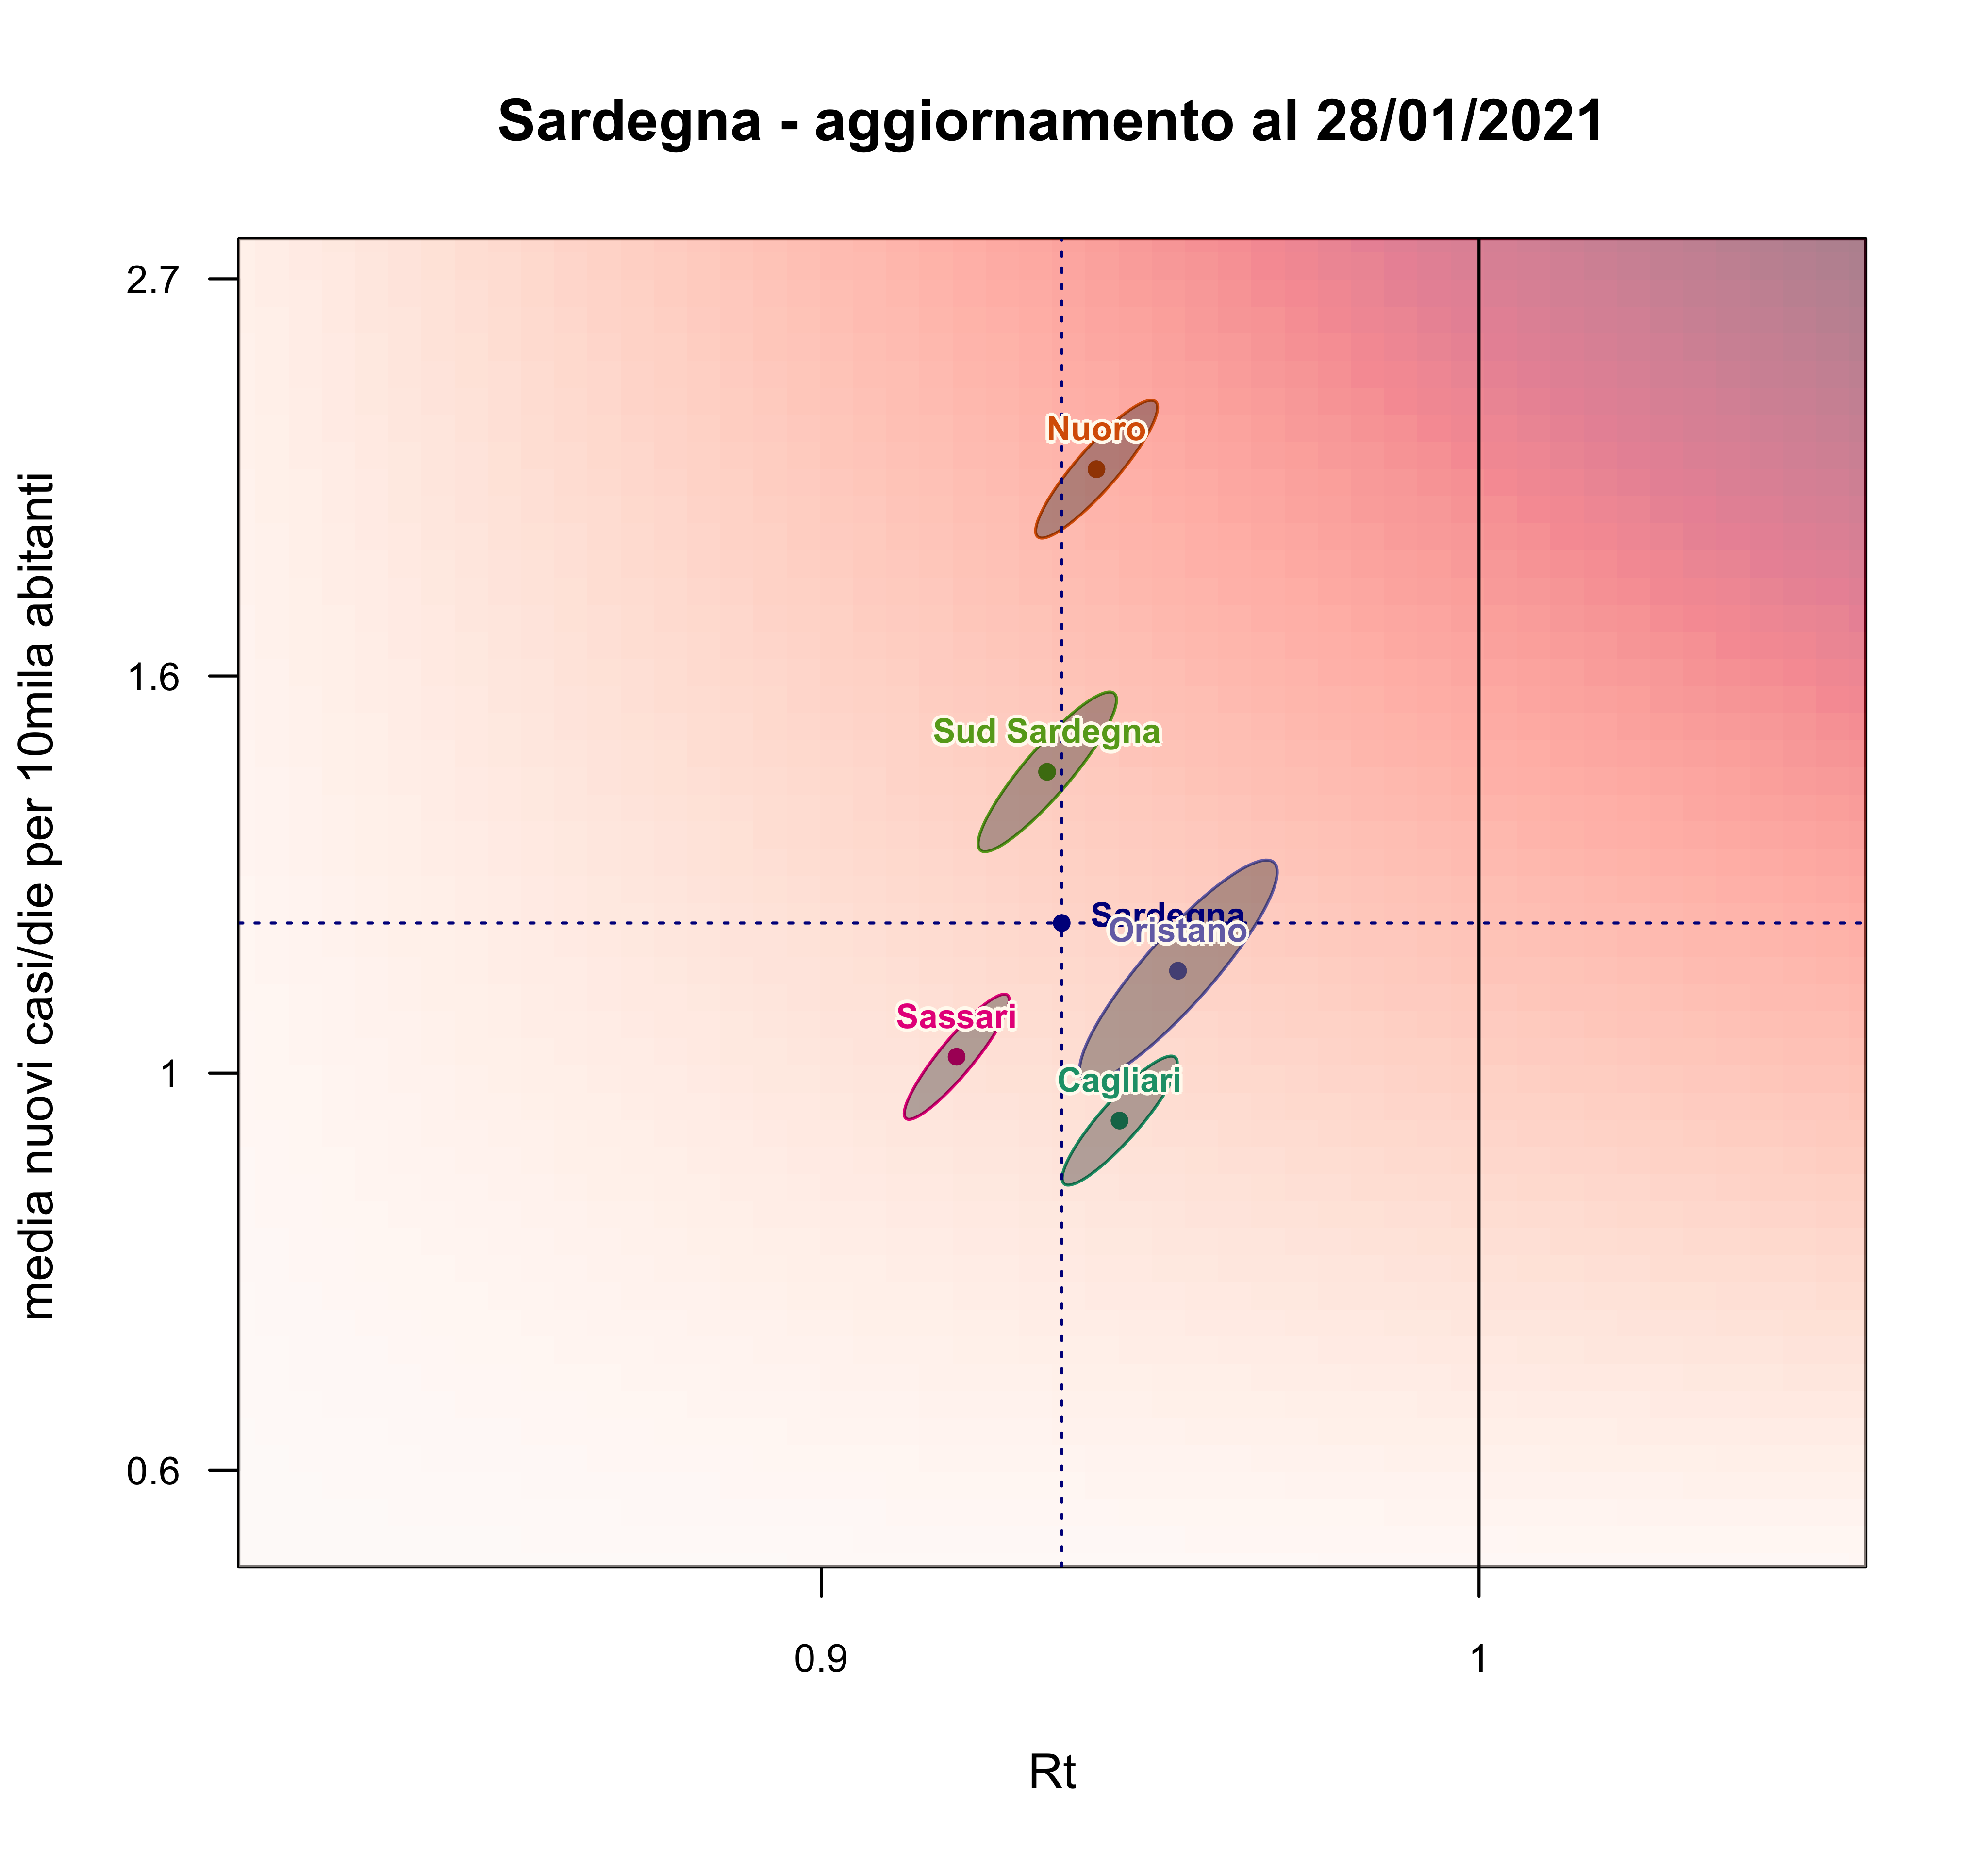 Sardegna - aggiornamento al 28/01/2021
media nuovi casi/die per 10mila abitanti
2.7
1.6
1
0.6
Nuoro
Sud Sardegna
Sardegna
Oristano
Sassari
Cagliari
0.9
1
Rt